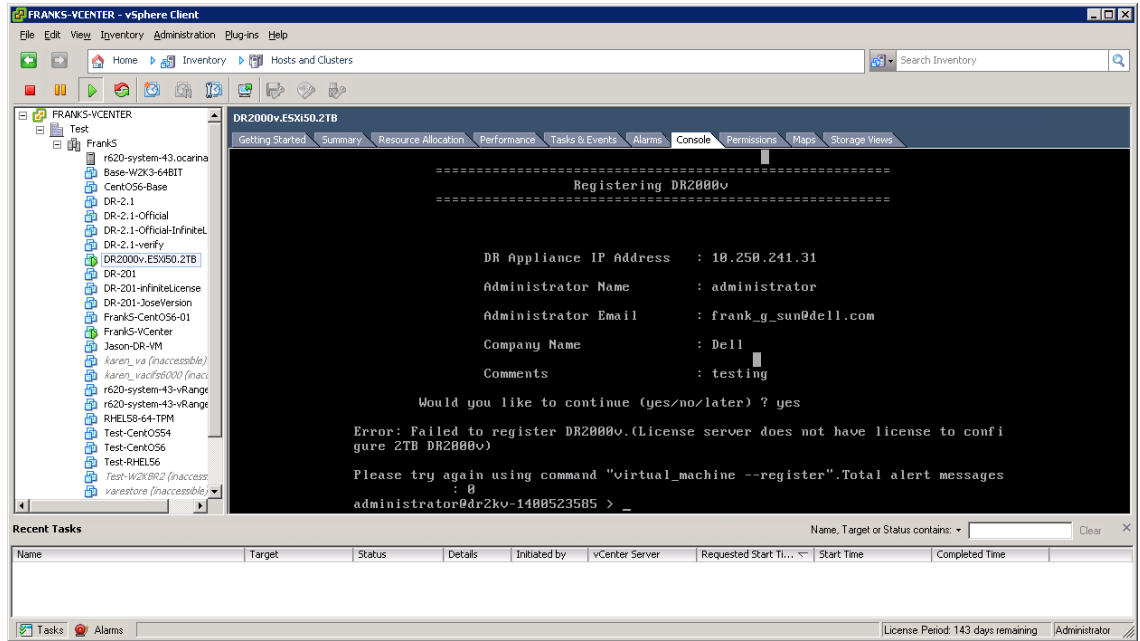 FRANKS-VCENTER - vSphere Client
File Edit View Inventory Administration Plug-ins Help
Home Inventory Hosts and Clusters
Search Inventory
FRANKS-VCENTER
Test
FrankS
r620-system-43.ocarina
Base-W2K3-64BIT
CentOS6-Base
DR-2.1
DR-2.1-Official
DR-2.1-Official-InfiniteL
DR-2.1-verify
DR2000v.ESXi50.2TB
DR-201
DR-201-infiniteLicense
DR-201-JoseVersion
FrankS-CentOS6-01
FrankS-VCenter
Jason-DR-VM
karen_va (inaccessible)
karen_vacifs6000 (inacc
r620-system-43-vRange
r620-system-43-vRange
RHEL58-64-TPM
Test-CentOS54
Test-CentOS6
Test-RHEL56
Test-W2K8R2 (inaccess
varestore (inaccessible)
DR2000v.ESXi50.2TB
Getting Started Summary Resource Allocation Performance Tasks & Events Alarms Console Permissions Maps Storage Views
========================================================
Registering DR2000v
========================================================
DR Appliance IP Address : 10.250.241.31
Administrator Name : administrator
Administrator Email : frank_g_sun@dell.com
Company Name : Dell
Comments : testing
Would you like to continue (yes/no/later) ? yes
Error: Failed to register DR2000v.(License server does not have license to confi
gure 2TB DR2000v)
Please try again using command "virtual_machine --register".Total alert messages
: 0
administrator@dr2kv-1400523585 > _
Recent Tasks
Name, Target or Status contains: Clear
Name Target Status Details Initiated by vCenter Server Requested Start Ti... Start Time Completed Time
Tasks Alarms
License Period: 143 days remaining Administrator